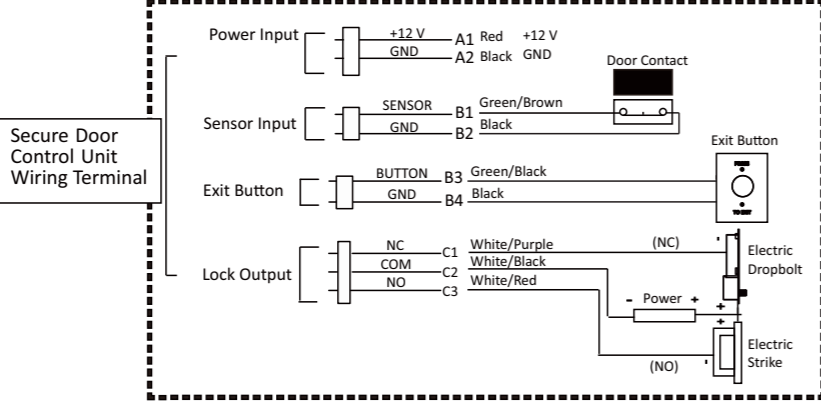 Secure Door
Control Unit
Wiring Terminal
Power Input
+12 V A1 Red +12 V
GND A2 Black GND
Door Contact
Sensor Input
SENSOR B1 Green/Brown
GND B2 Black
Exit Button
Exit Button
BUTTON B3 Green/Black
GND B4 Black
PRESS
TO EXIT
Lock Output
NC C1 White/Purple (NC)
COM C2 White/Black
NO C3 White/Red
Electric
Dropbolt
- Power +
+
+
Electric
Strike
(NO)